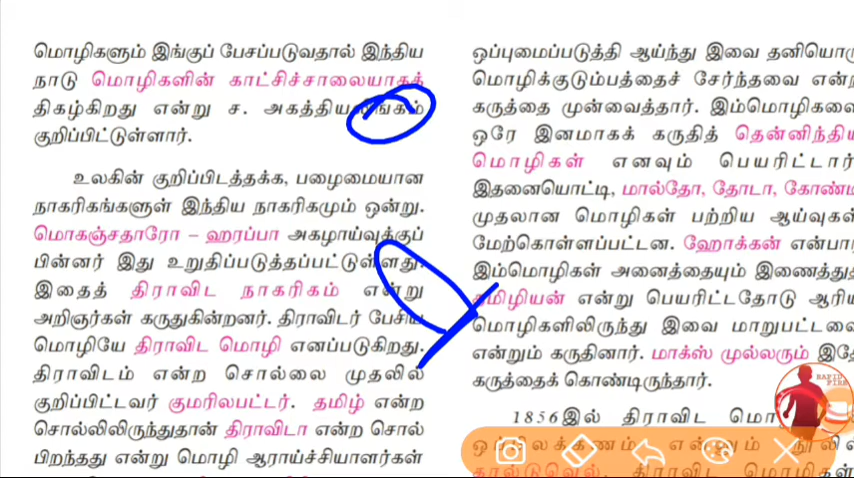 மொழிகளும் இங்குப் பேசப்படுவதால் இந்திய
நாடு மொழிகளின் காட்சிச்சாலையாகத்
திகழ்கிறது என்று ச. அகத்தியலிங்கம்
குறிப்பிட்டுள்ளார்.
உலகின் குறிப்பிடத்தக்க, பழைமையான
நாகரிகங்களுள் இந்திய நாகரிகமும் ஒன்று.
மொகஞ்சதாரோ – ஹரப்பா அகழாய்வுக்குப்
பின்னர் இது உறுதிப்படுத்தப்பட்டுள்ளது.
இதைத் திராவிட நாகரிகம் என்று
அறிஞர்கள் கருதுகின்றனர். திராவிடர் பேசிய
மொழியே திராவிட மொழி எனப்படுகிறது.
திராவிடம் என்ற சொல்லை முதலில்
குறிப்பிட்டவர் குமரிலபட்டர். தமிழ் என்ற
சொல்லிலிருந்துதான் திராவிடா என்ற சொல்
பிறந்தது என்று மொழி ஆராய்ச்சியாளர்கள்
ஒப்புமைப்படுத்தி ஆய்ந்து இவை தனியொரு
மொழிக்குடும்பத்தைச் சேர்ந்தவை என்ற
கருத்தை முன்வைத்தார். இம்மொழிகளை
ஒரே இனமாகக் கருதித் தென்னிந்திய
மொழிகள் எனவும் பெயரிட்டார்
இதனையொட்டி, மால்தோ, தோடா, கோண்டி
முதலான மொழிகள் பற்றிய ஆய்வுகள்
மேற்கொள்ளப்பட்டன. ஹோக்கன் என்பா
இம்மொழிகள் அனைத்தையும் இணைத்துத்
தமிழியன் என்று பெயரிட்டதோடு ஆரிய
மொழிகளிலிருந்து இவை மாறுபட்டவை
என்றும் கருதினார். மாக்ஸ் முல்லரும் இதே
கருத்தைக் கொண்டிருந்தார்.
1856இல் திராவிட மொ